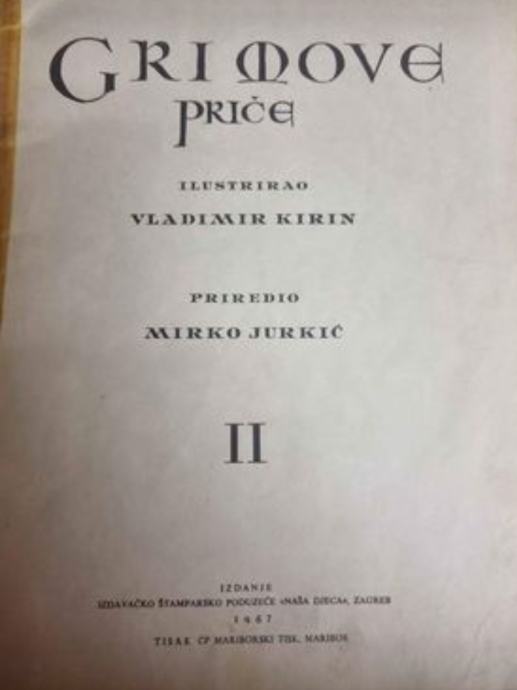 GRIMOVE
PRIČE
ILUSTRIRAO
VLADIMIR KIRIN
PRIREDIO
MIRKO JURKIĆ
II
IZDANJE
IZDAVAČKO ŠTAMPARSKO PODUZEĆE »NAŠA DJECA«, ZAGREB
1967
TISAK ČP MARIBORSKI TISK, MARIBOR